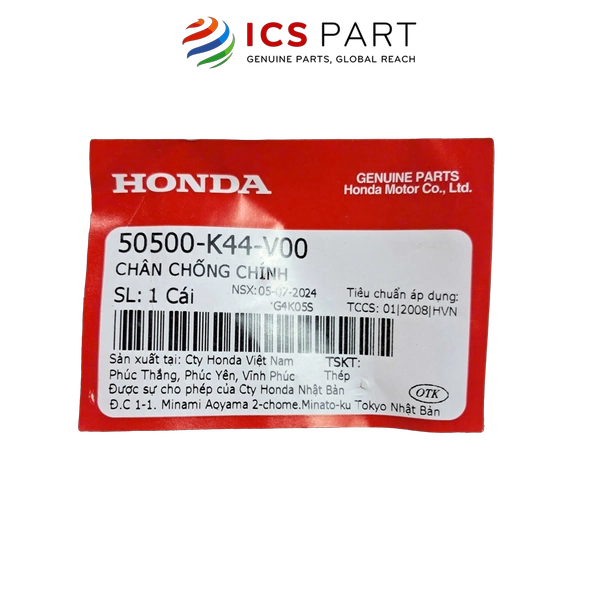 ICS PART
GENUINE PARTS, GLOBAL REACH
HONDA
GENUINE PARTS
Honda Motor Co., Ltd.
50500-K44-V00
CHÂN CHỐNG CHÍNH
SL: 1 Cái
NSX: 05-07-2024
G4K05S
Tiêu chuẩn áp dụng:
TCCS: 01|2008|HVN
Sản xuất tại: Cty Honda Việt Nam
TSKT:
Phúc Thắng, Phúc Yên, Vĩnh Phúc
Thép
Được sự cho phép của Cty Honda Nhật Bản
Đ.C 1-1. Minami Aoyama 2-chome.Minato-ku Tokyo Nhật Bản
OTK